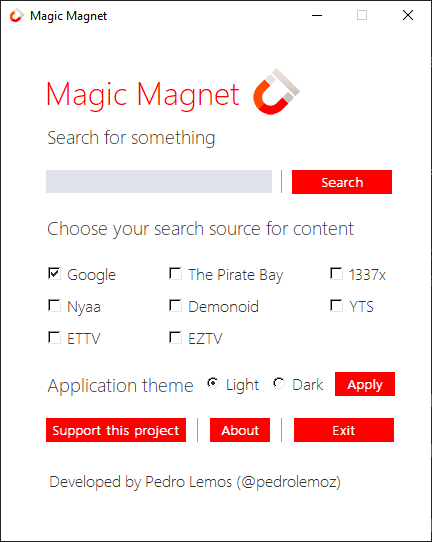 Magic Magnet
Magic Magnet
Search for something
Search
Choose your search source for content
Google The Pirate Bay 1337x
Nyaa Demonoid YTS
ETTV EZTV
Application theme Light Dark Apply
Support this project About Exit
Developed by Pedro Lemos (@pedrolemoz)